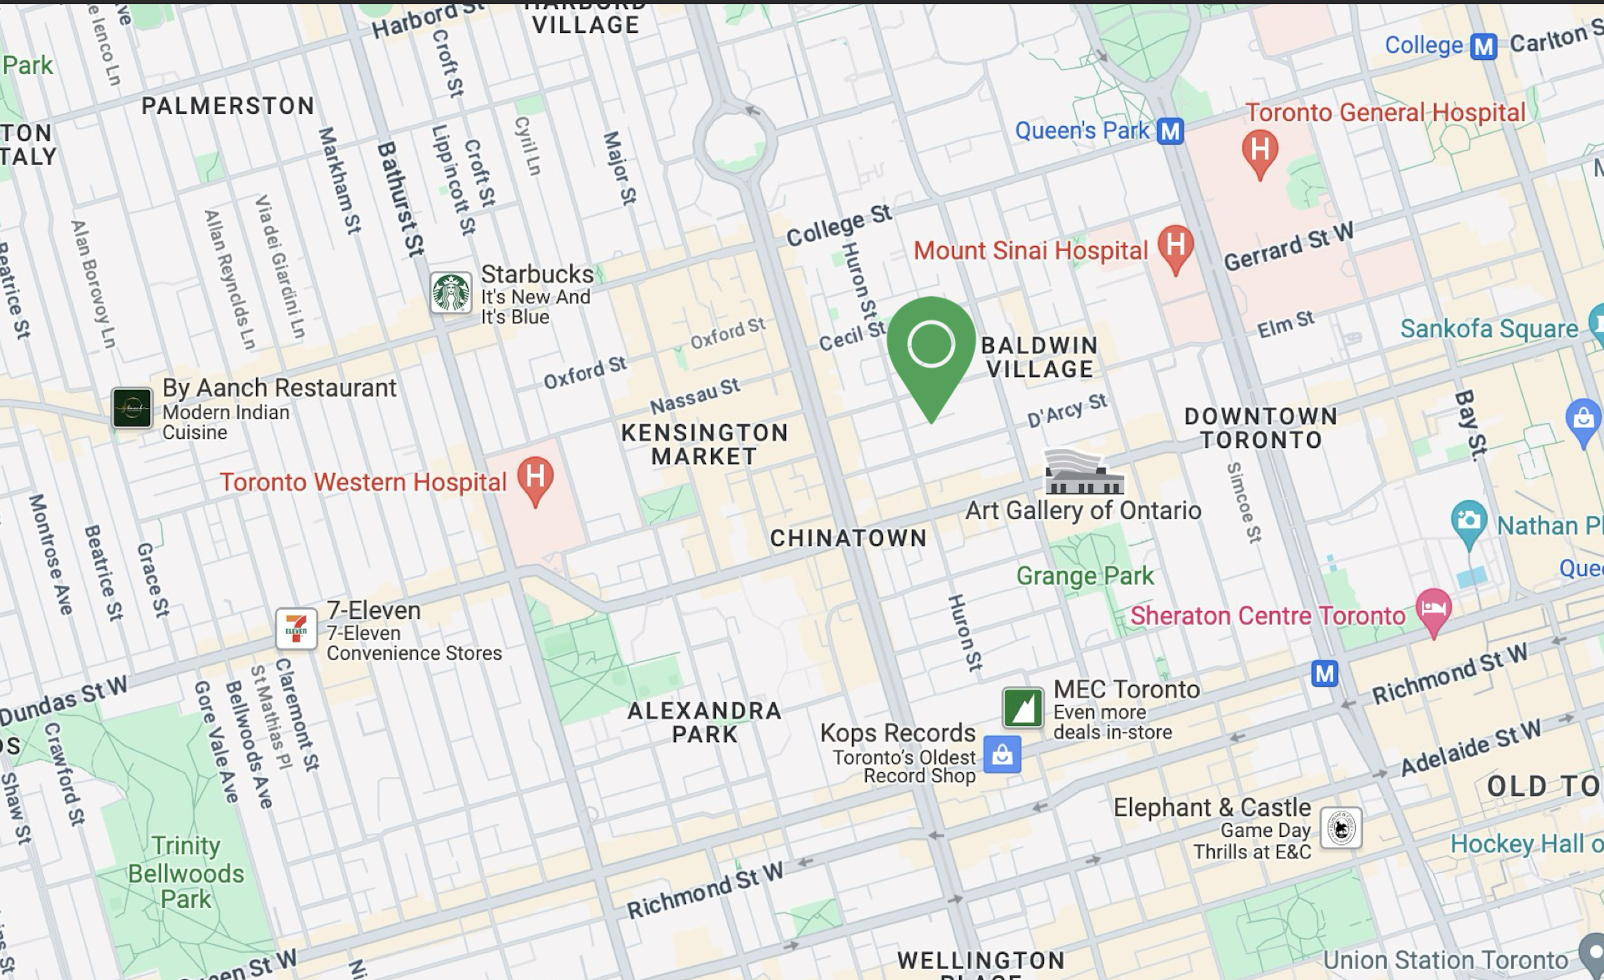 Harbord St
HARBORD
VILLAGE
College
M
Carlton S
Park
Ilenco Ln
Croft St
PALMERSTON
Toronto General Hospital
H
Queen's Park
M
TON
TALY
Markham St
Bathurst St
Lippincott St
Croft St
Cyril Ln
Major St
College St
Mount Sinai Hospital
H
Gerrard St W
Alan Borovoy Ln
Allan Reynolds Ln
Via dei Giardini Ln
Beatrice St
Huron St
Starbucks
It's New And
It's Blue
Oxford St
Cecil St
Elm St
Sankofa Square
BALDWIN
VILLAGE
Oxford St
Nassau St
By Aanch Restaurant
Modern Indian
Cuisine
D'Arcy St
DOWNTOWN
TORONTO
Bay St.
KENSINGTON
MARKET
Toronto Western Hospital
H
Simcoe St
Art Gallery of Ontario
Nathan Ph
Montrose Ave
Beatrice St
Grace St
CHINATOWN
Grange Park
Que
7-Eleven
7-Eleven
Convenience Stores
ELEVEN
Sheraton Centre Toronto
Huron St
M
Richmond St W
Dundas St W
Claremont St
St Mathias Pl
Bellwoods Ave
Gore Vale Ave
Crawford St
Shaw St
MEC Toronto
Even more
deals in-store
ALEXANDRA
PARK
Kops Records
Toronto's Oldest
Record Shop
Adelaide St W
OLD TO
Elephant & Castle
Game Day
Thrills at E&C
Hockey Hall o
Trinity
Bellwoods
Park
Richmond St W
Queen St W
Ni
WELLINGTON
PLACE
Union Station Toronto